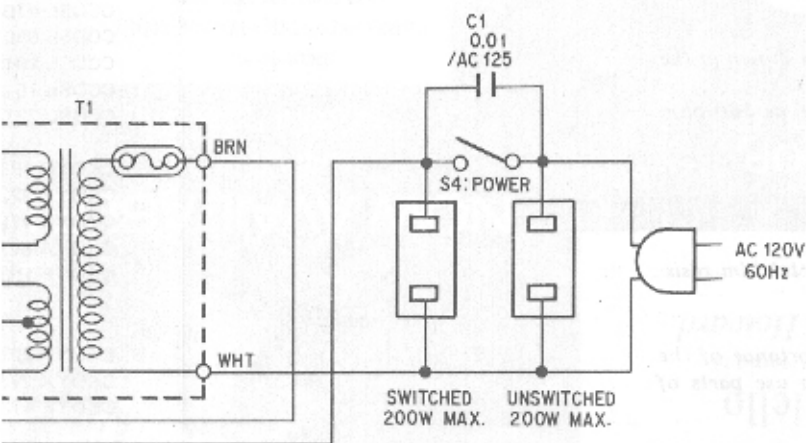 C1
0.01
/AC 125
T1
BRN
S4: POWER
AC 120V
60Hz
WHT
SWITCHED
200W MAX.
UNSWITCHED
200W MAX.